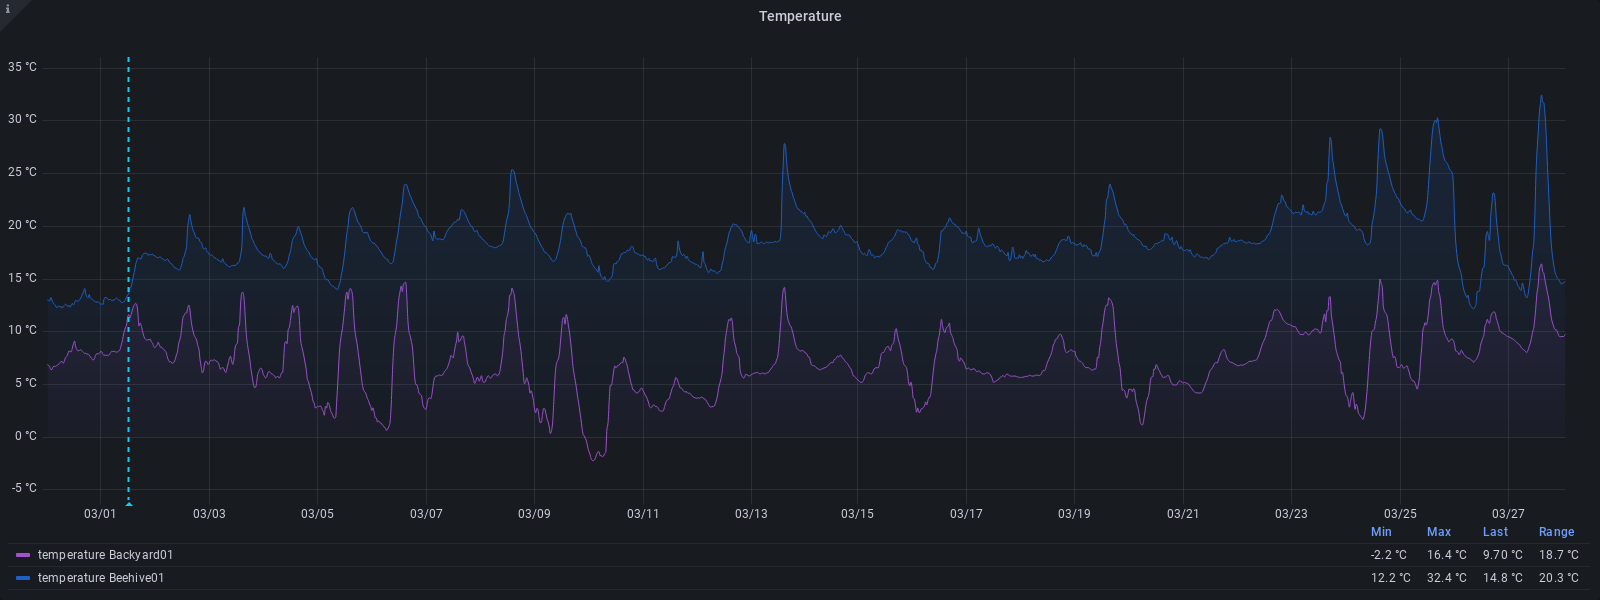 i
Temperature
35 °C
30 °C
25 °C
20 °C
15 °C
10 °C
5 °C
0 °C
-5 °C
03/01 03/03 03/05 03/07 03/09 03/11 03/13 03/15 03/17 03/19 03/21 03/23 03/25 03/27
Min Max Last Range
temperature Backyard01 -2.2 °C 16.4 °C 9.70 °C 18.7 °C
temperature Beehive01 12.2 °C 32.4 °C 14.8 °C 20.3 °C